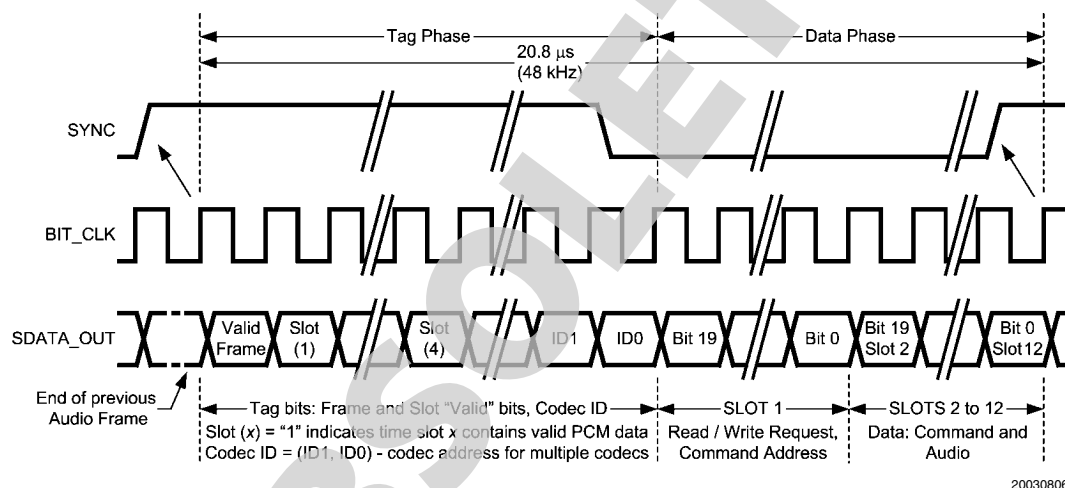 Tag Phase
Data Phase
20.8 μs
(48 kHz)
SYNC
BIT_CLK
SDATA_OUT
Valid
Frame
Slot
(1)
Slot
(4)
ID1
ID0
Bit 19
Bit 0
Bit 19
Slot 2
Bit 0
Slot12
End of previous
Audio Frame
Tag bits: Frame and Slot “Valid” bits, Codec ID
Slot (x) = “1” indicates time slot x contains valid PCM data
Codec ID = (ID1, ID0) - codec address for multiple codecs
SLOT 1
Read / Write Request,
Command Address
SLOTS 2 to 12
Data: Command and
Audio
20030806